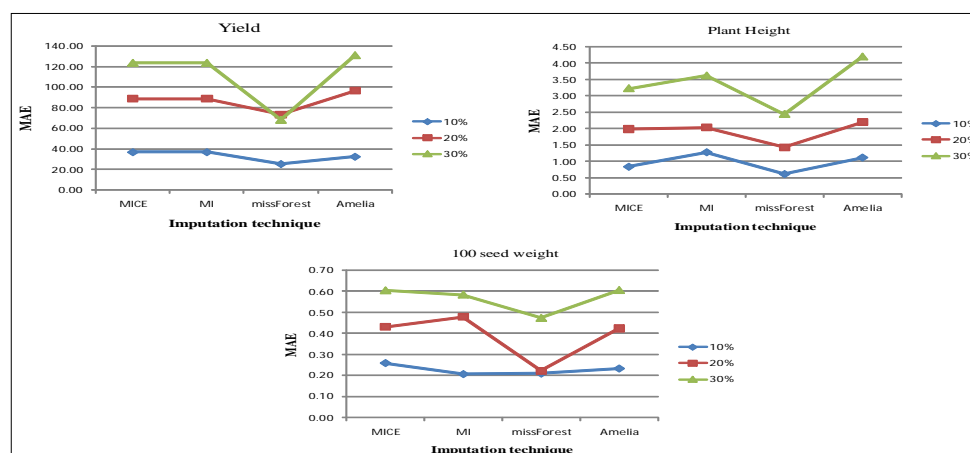 Yield
140.00
120.00
100.00
80.00
60.00
40.00
20.00
0.00
MAE
MICE MI missForest Amelia
Imputation technique
10%
20%
30%
Plant Height
4.50
4.00
3.50
3.00
2.50
2.00
1.50
1.00
0.50
0.00
MAE
MICE MI missForest Amelia
Imputation technique
10%
20%
30%
100 seed weight
0.70
0.60
0.50
0.40
0.30
0.20
0.10
0.00
MAE
MICE MI missForest Amelia
Imputation technique
10%
20%
30%